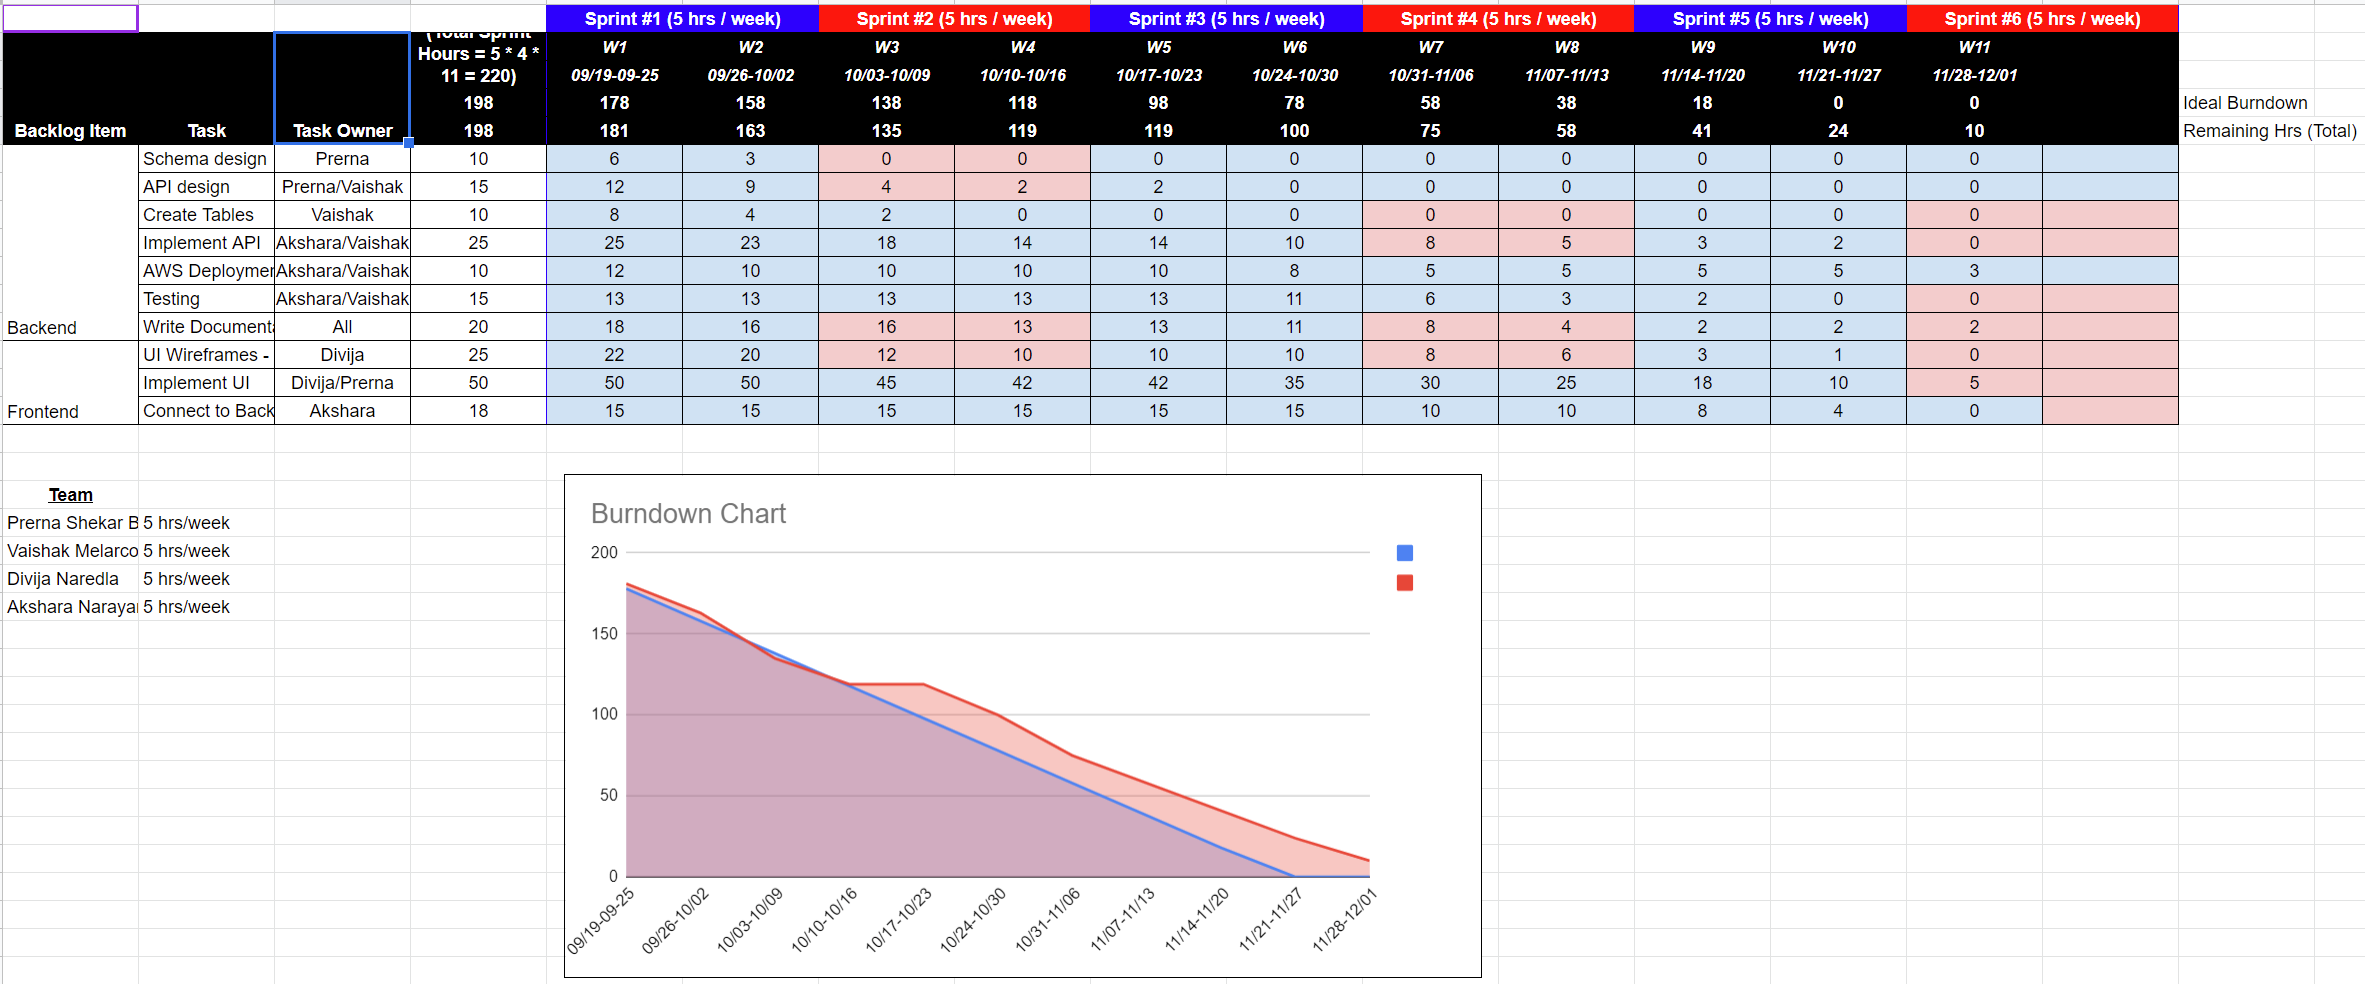 Sprint #1 (5 hrs / week) Sprint #2 (5 hrs / week) Sprint #3 (5 hrs / week) Sprint #4 (5 hrs / week) Sprint #5 (5 hrs / week) Sprint #6 (5 hrs / week)
(Total Sprint
Hours = 5 * 4 *
11 = 220)
W1 W2 W3 W4 W5 W6 W7 W8 W9 W10 W11
09/19-09-25 09/26-10/02 10/03-10/09 10/10-10/16 10/17-10/23 10/24-10/30 10/31-11/06 11/07-11/13 11/14-11/20 11/21-11/27 11/28-12/01
198 178 158 138 118 98 78 58 38 18 0 0 Ideal Burndown
Backlog Item Task Task Owner 198 181 163 135 119 119 100 75 58 41 24 10 Remaining Hrs (Total)
Schema design Prerna 10 6 3 0 0 0 0 0 0 0 0 0
API design Prerna/Vaishak 15 12 9 4 2 2 0 0 0 0 0 0
Create Tables Vaishak 10 8 4 2 0 0 0 0 0 0 0 0
Implement API Akshara/Vaishak 25 25 23 18 14 14 10 8 5 3 2 0
AWS Deploymen Akshara/Vaishak 10 12 10 10 10 10 8 5 5 5 5 3
Testing Akshara/Vaishak 15 13 13 13 13 13 11 6 3 2 0 0
Backend Write Documenta All 20 18 16 16 13 13 11 8 4 2 2 2
UI Wireframes - Divija 25 22 20 12 10 10 10 8 6 3 1 0
Implement UI Divija/Prerna 50 50 50 45 42 42 35 30 25 18 10 5
Frontend Connect to Back Akshara 18 15 15 15 15 15 15 10 10 8 4 0
Team
Prerna Shekar B 5 hrs/week
Vaishak Melarco 5 hrs/week
Divija Naredla 5 hrs/week
Akshara Narayan 5 hrs/week
Burndown Chart
200
150
100
50
0
09/19-09-25 09/26-10/02 10/03-10/09 10/10-10/16 10/17-10/23 10/24-10/30 10/31-11/06 11/07-11/13 11/14-11/20 11/21-11/27 11/28-12/01